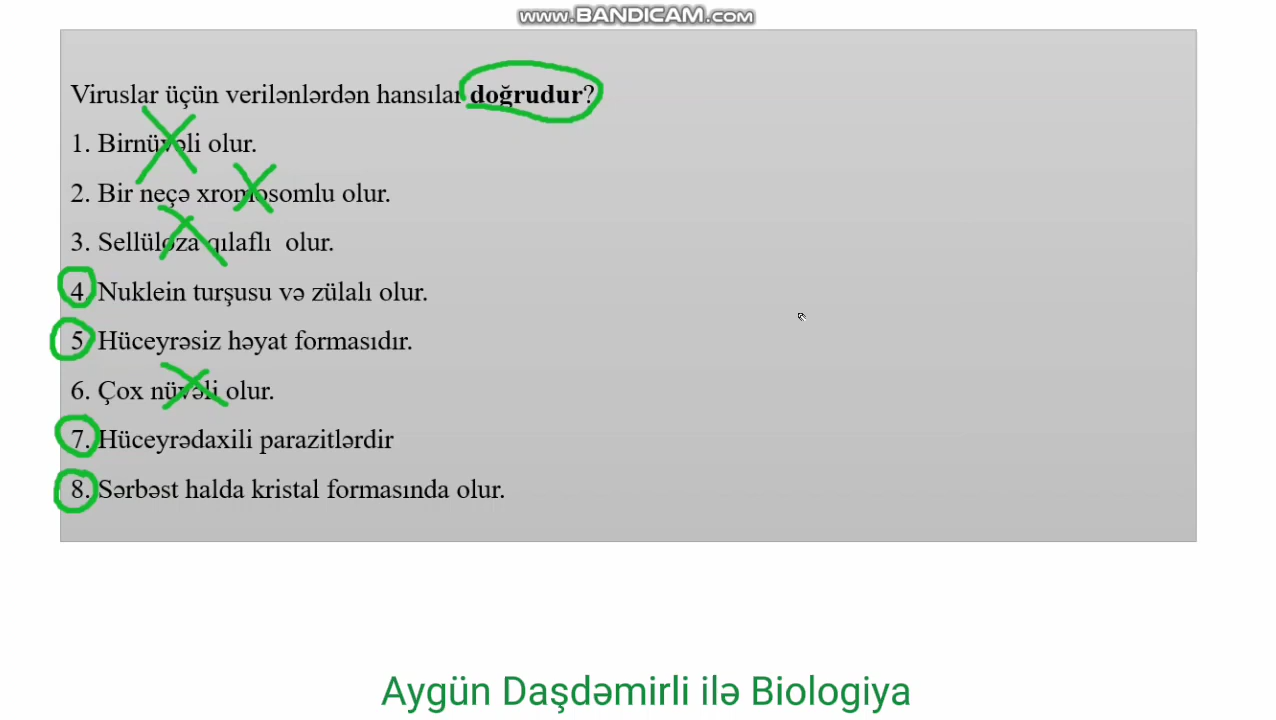 www.BANDICAM.com
Viruslar üçün verilənlərdən hansılar doğrudur?
1. Birnüvəli olur.
2. Bir neçə xromosomlu olur.
3. Sellüloza qılaflı olur.
4. Nuklein turşusu və zülalı olur.
5. Hüceyrəsiz həyat formasıdır.
6. Çox nüvəli olur.
7. Hüceyrədaxili parazitlərdir
8. Sərbəst halda kristal formasında olur.
Aygün Daşdəmirli ilə Biologiya